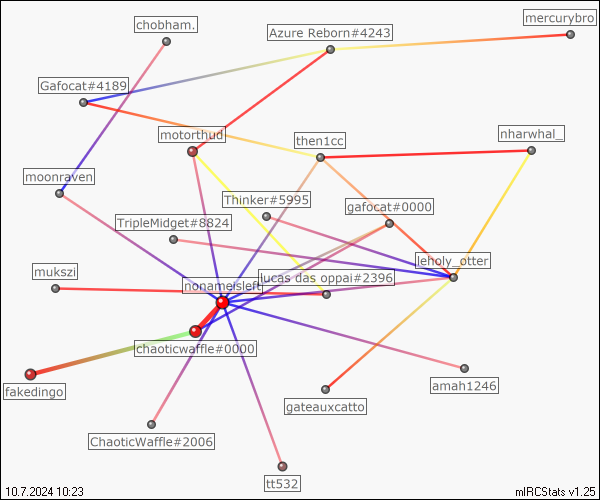 mercurybro
chobham.
Azure Reborn#4243
Gafocat#4189
motorthud
then1cc
nharwhal_
moonraven
Thinker#5995
gafocat#0000
TripleMidget#8824
leholy_otter
mukszi
nonameisleft
lucas das oppai#2396
chaoticwaffle#0000
fakedingo
amah1246
gateauxcatto
ChaoticWaffle#2006
tt532
10.7.2024 10:23
mIRCStats v1.25